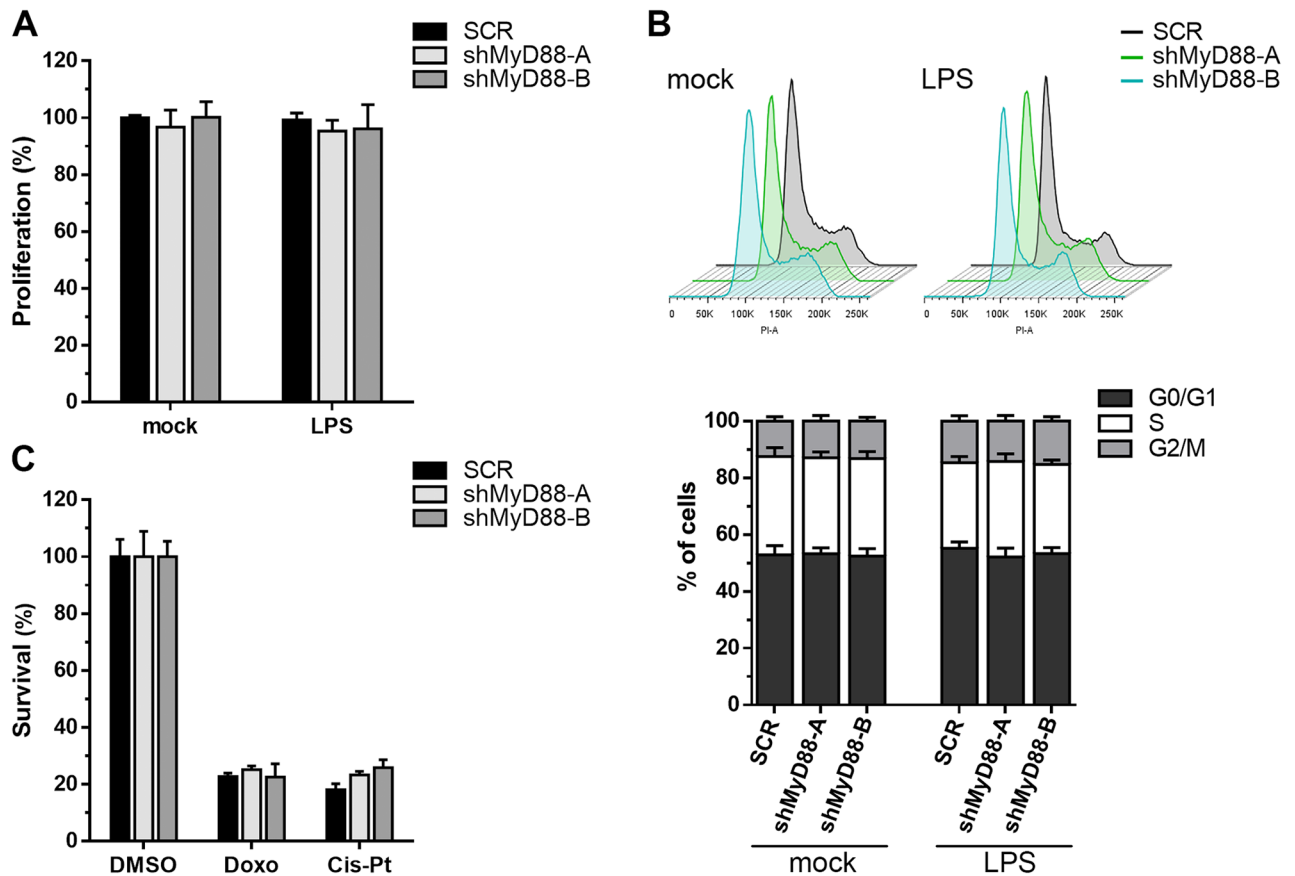 A
SCR
shMyD88-A
shMyD88-B
120
100
80
60
40
20
0
Proliferation (%)
mock LPS
B
SCR
shMyD88-A
shMyD88-B
mock LPS
0 50K 100K 150K 200K 250K
PI-A
0 50K 100K 150K 200K 250K
PI-A
G0/G1
S
G2/M
100
80
60
40
20
0
% of cells
SCR shMyD88-A shMyD88-B SCR shMyD88-A shMyD88-B
mock LPS
C
SCR
shMyD88-A
shMyD88-B
120
100
80
60
40
20
0
Survival (%)
DMSO Doxo Cis-Pt